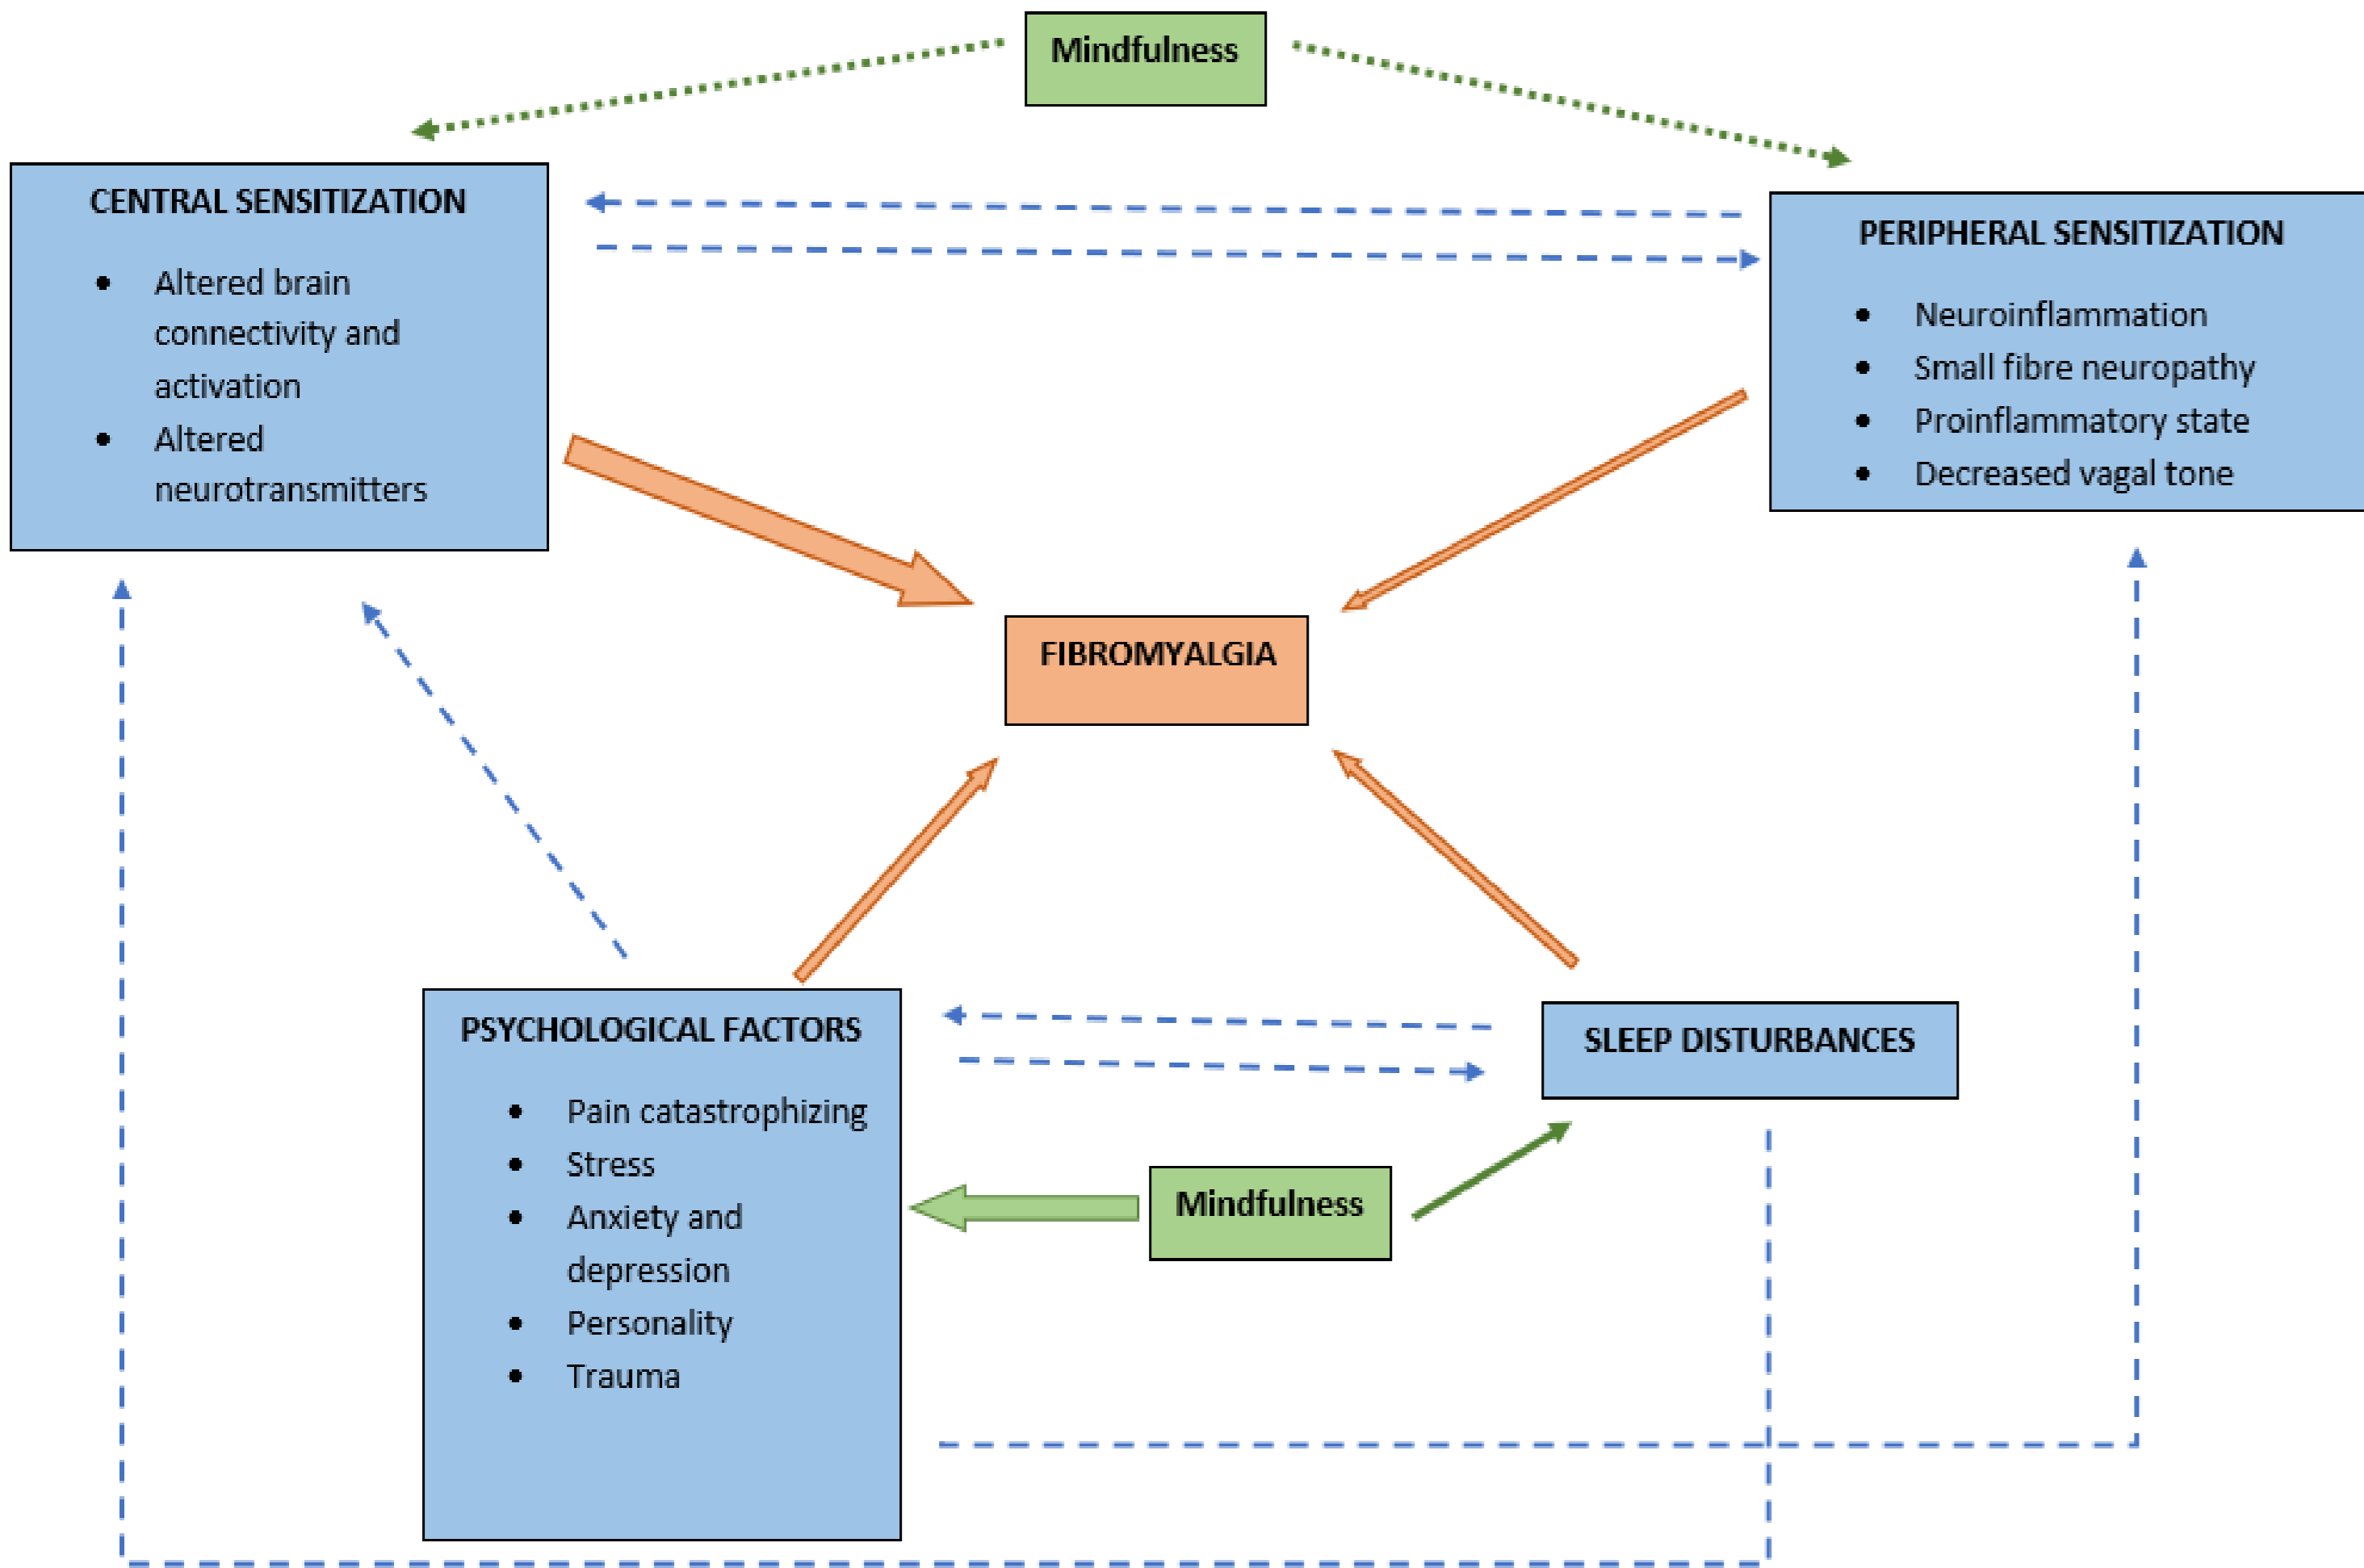 Mindfulness
CENTRAL SENSITIZATION
• Altered brain
connectivity and
activation
• Altered
neurotransmitters
PERIPHERAL SENSITIZATION
• Neuroinflammation
• Small fibre neuropathy
• Proinflammatory state
• Decreased vagal tone
FIBROMYALGIA
PSYCHOLOGICAL FACTORS
• Pain catastrophizing
• Stress
• Anxiety and
depression
• Personality
• Trauma
SLEEP DISTURBANCES
Mindfulness